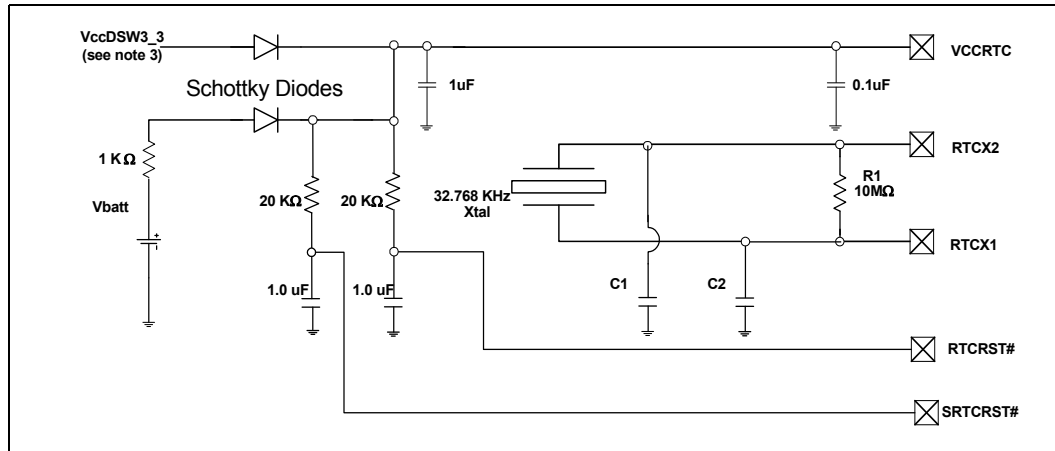 VccDSW3_3
(see note 3)
Schottky Diodes
1uF
0.1uF
VCCRTC
1 KΩ
Vbatt
+
-
20 KΩ
20 KΩ
1.0 uF
1.0 uF
32.768 KHz
Xtal
R1
10MΩ
C1
C2
RTCX2
RTCX1
RTCRST#
SRTCRST#